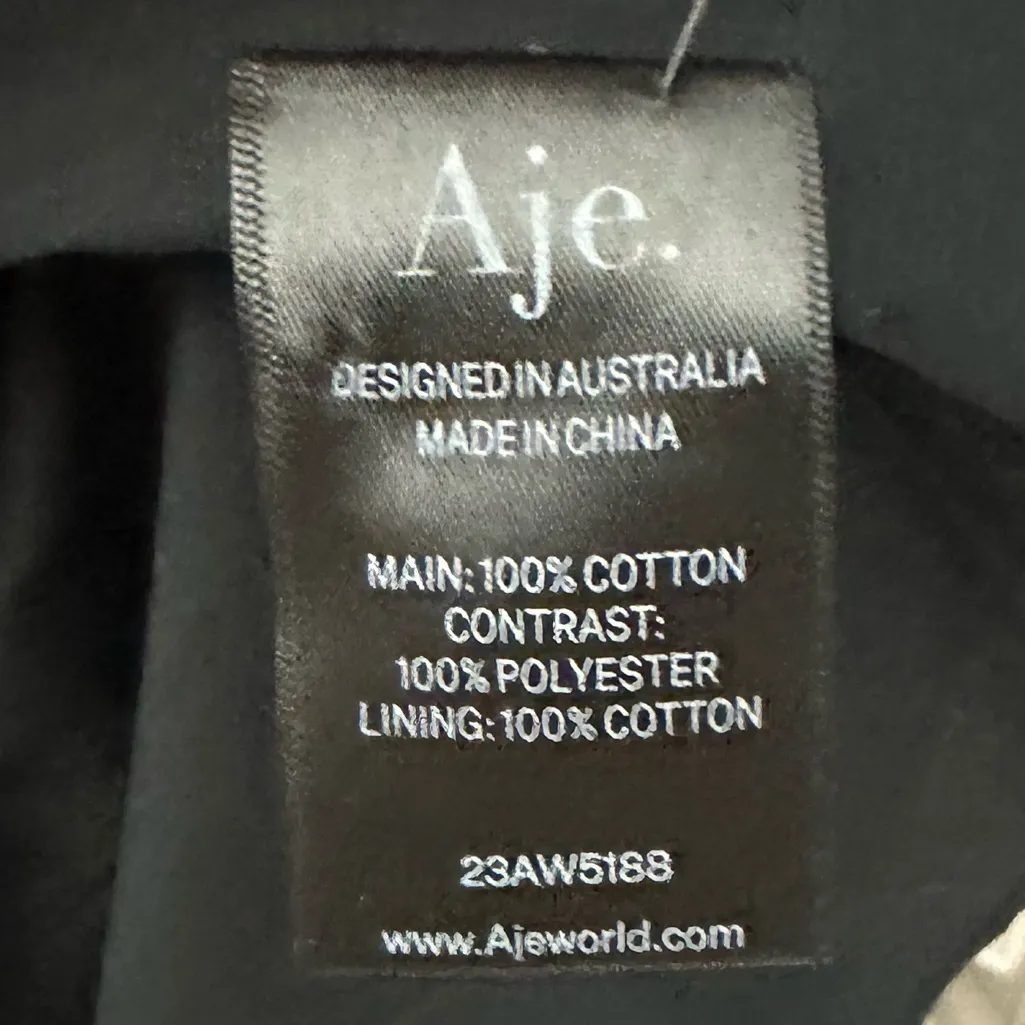 Aje.
DESIGNED IN AUSTRALIA
MADE IN CHINA
MAIN: 100% COTTON
CONTRAST:
100% POLYESTER
LINING: 100% COTTON
23AW5188
www.Ajeworld.com